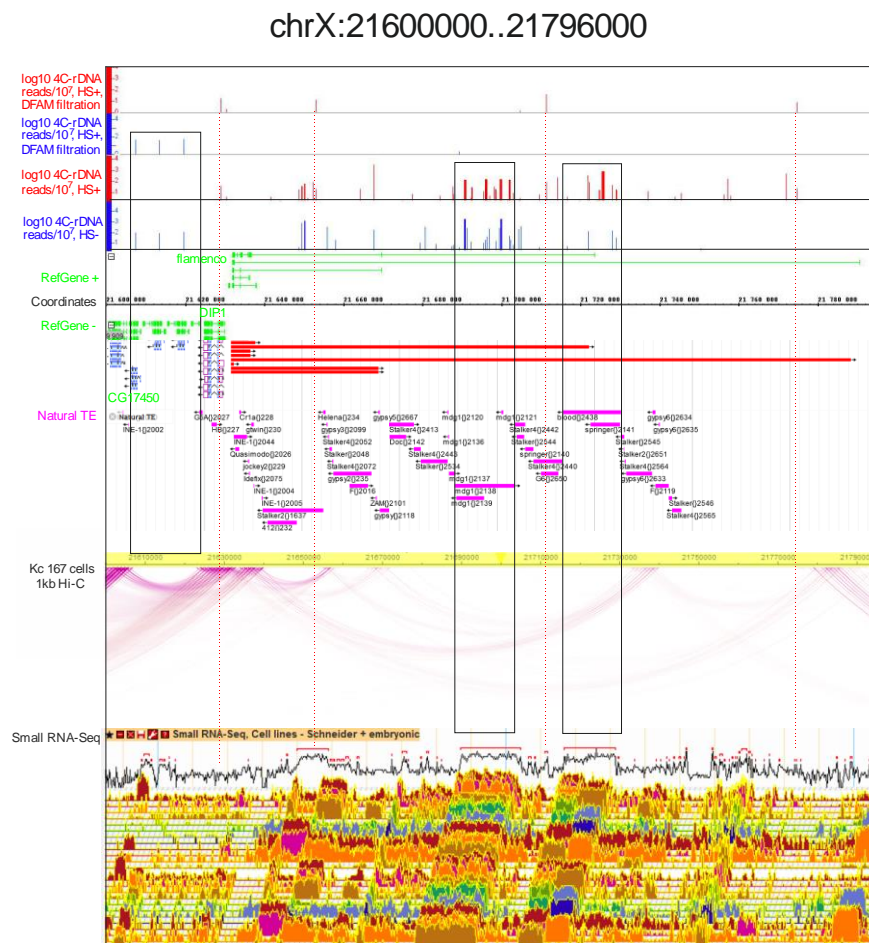 chrX:21600000..21796000
log10 4C-rDNA
reads/10⁷, HS+,
DFAM filtration
log10 4C-rDNA
reads/10⁷, HS+,
DFAM filtration
log10 4C-rDNA
reads/10⁷, HS+
log10 4C-rDNA
reads/10⁷, HS-
flamenco
RefGene +
Coordinates
21 600 000 21 620 000 21 640 000 21 660 000 21 680 000 21 700 000 21 720 000 21 740 000 21 760 000 21 780 000
DIP1
RefGene -
CG17450
Natural TE
Natural TE
G5A{}2027 Cr1a{}228 Helena{}234 gypsy5{}2667 mdg1{}2120 mdg1{}2121 blood{}2438 gypsy6{}2634
INE-1{}2002 HB{}227 gtwin{}230 gypsy3{}2099 Stalker4{}2413 Stalker4{}2442 springer{}2141 gypsy6{}2635
INE-1{}2044 Stalker4{}2052 Doc{}2142 mdg1{}2136 Stalker{}2544 Stalker{}2545
Quasimodo{}2026 Stalker{}2048 Stalker4{}2443 springer{}2140 Stalker2{}2651
jockey2{}229 Stalker4{}2072 Stalker{}2534 Stalker4{}2440 Stalker4{}2564
Idefix{}2075 gypsy2{}235 mdg1{}2137 G6{}2650 gypsy6{}2633
INE-1{}2004 F{}2016 mdg1{}2138 F{}2119
INE-1{}2005 ZAM{}2101 mdg1{}2139 Stalker{}2546
Stalker2{}1637 gypsy{}2118 Stalker4{}2565
412{}232
21610000 21630000 21650000 21670000 21690000 21710000 21730000 21750000 21770000 21790000
Kc 167 cells
1kb Hi-C
Small RNA-Seq
Small RNA-Seq, Cell lines - Schneider + embryonic